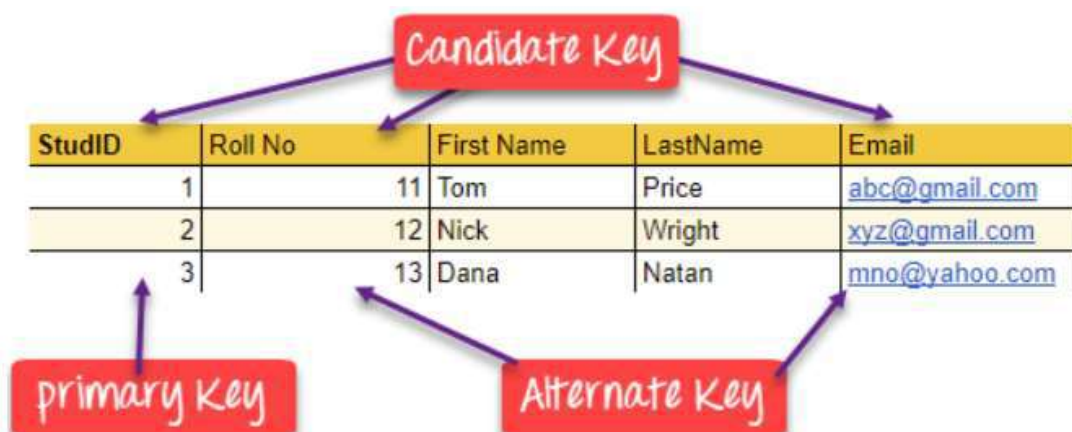 Candidate Key
StudID Roll No First Name LastName Email
1 11 Tom Price abc@gmail.com
2 12 Nick Wright xyz@gmail.com
3 13 Dana Natan mno@yahoo.com
primary Key Alternate Key